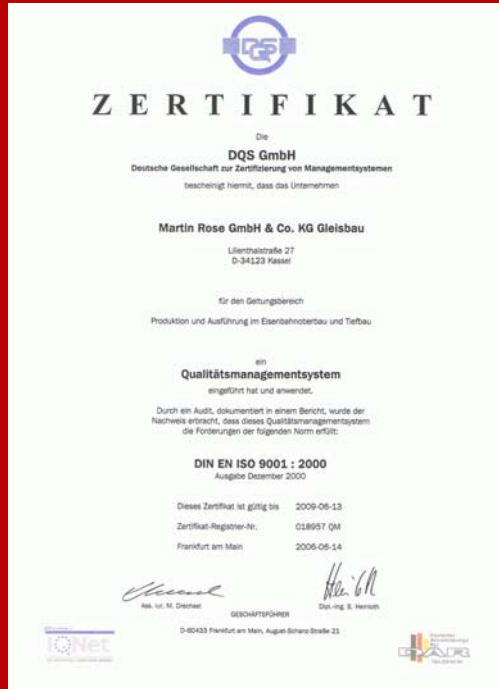 DQS
ZERTIFIKAT
Die
DQS GmbH
Deutsche Gesellschaft zur Zertifizierung von Managementsystemen
bescheinigt hiermit, dass das Unternehmen
Martin Rose GmbH & Co. KG Gleisbau
Lilienthalstraße 27
D-34123 Kassel
für den Geltungsbereich
Produktion und Ausführung im Eisenbahnoberbau und Tiefbau
ein
Qualitätsmanagementsystem
eingeführt hat und anwendet.
Durch ein Audit, dokumentiert in einem Bericht, wurde der
Nachweis erbracht, dass dieses Qualitätsmanagementsystem
die Forderungen der folgenden Norm erfüllt:
DIN EN ISO 9001 : 2000
Ausgabe Dezember 2000
Dieses Zertifikat ist gültig bis 2009-06-13
Zertifikat-Registrier-Nr. 018957 QM
Frankfurt am Main 2006-06-14
Ass. iur. M. Drechsel Dipl.-Ing. S. Heinloth
GESCHÄFTSFÜHRER
D-60433 Frankfurt am Main, August-Schanz-Straße 21
IQNet
DAR